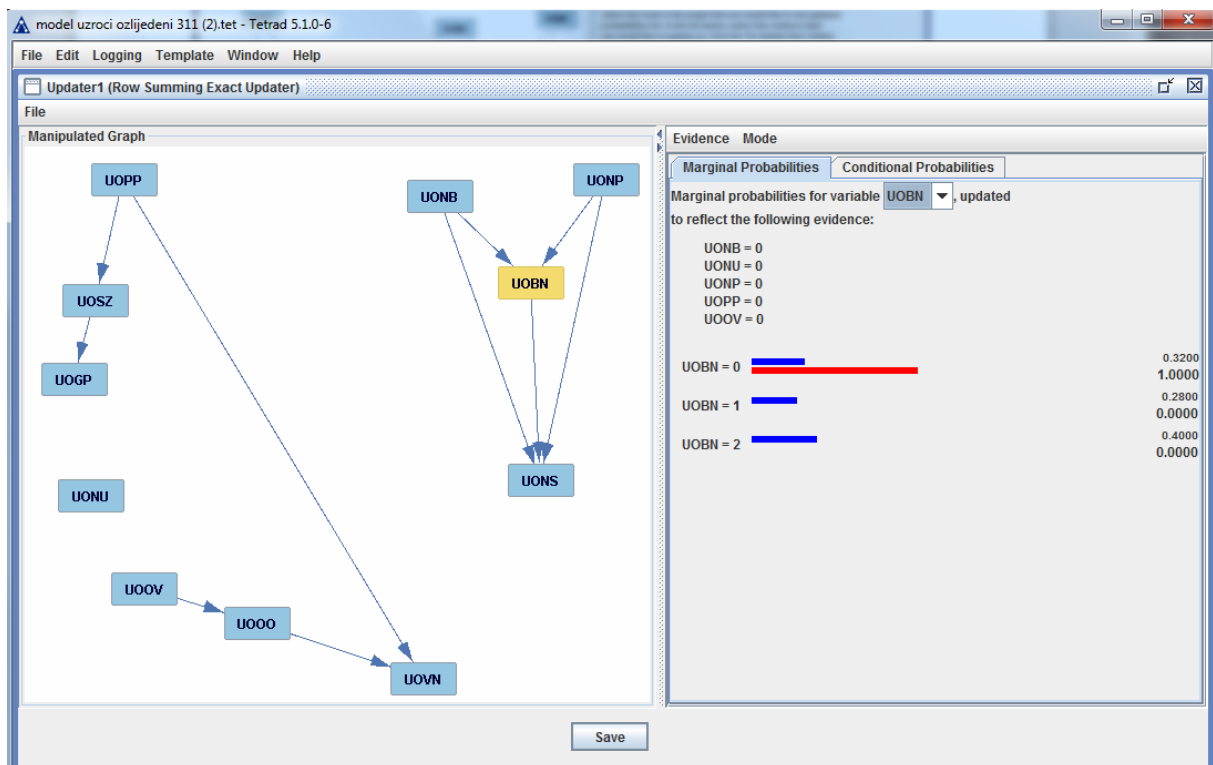 model uzroci ozlijedeni 311 (2).tet - Tetrad 5.1.0-6
File Edit Logging Template Window Help
Updater1 (Row Summing Exact Updater)
File
Manipulated Graph
Evidence Mode
Marginal Probabilities Conditional Probabilities
Marginal probabilities for variable UOBN , updated
to reflect the following evidence:
UONB = 0
UONU = 0
UONP = 0
UOPP = 0
UOOV = 0
UOBN = 0 0.3200
1.0000
UOBN = 1 0.2800
0.0000
UOBN = 2 0.4000
0.0000
UOPP
UONB
UONP
UOBN
UOSZ
UOGP
UONS
UONU
UOOV
UOOO
UOVN
Save